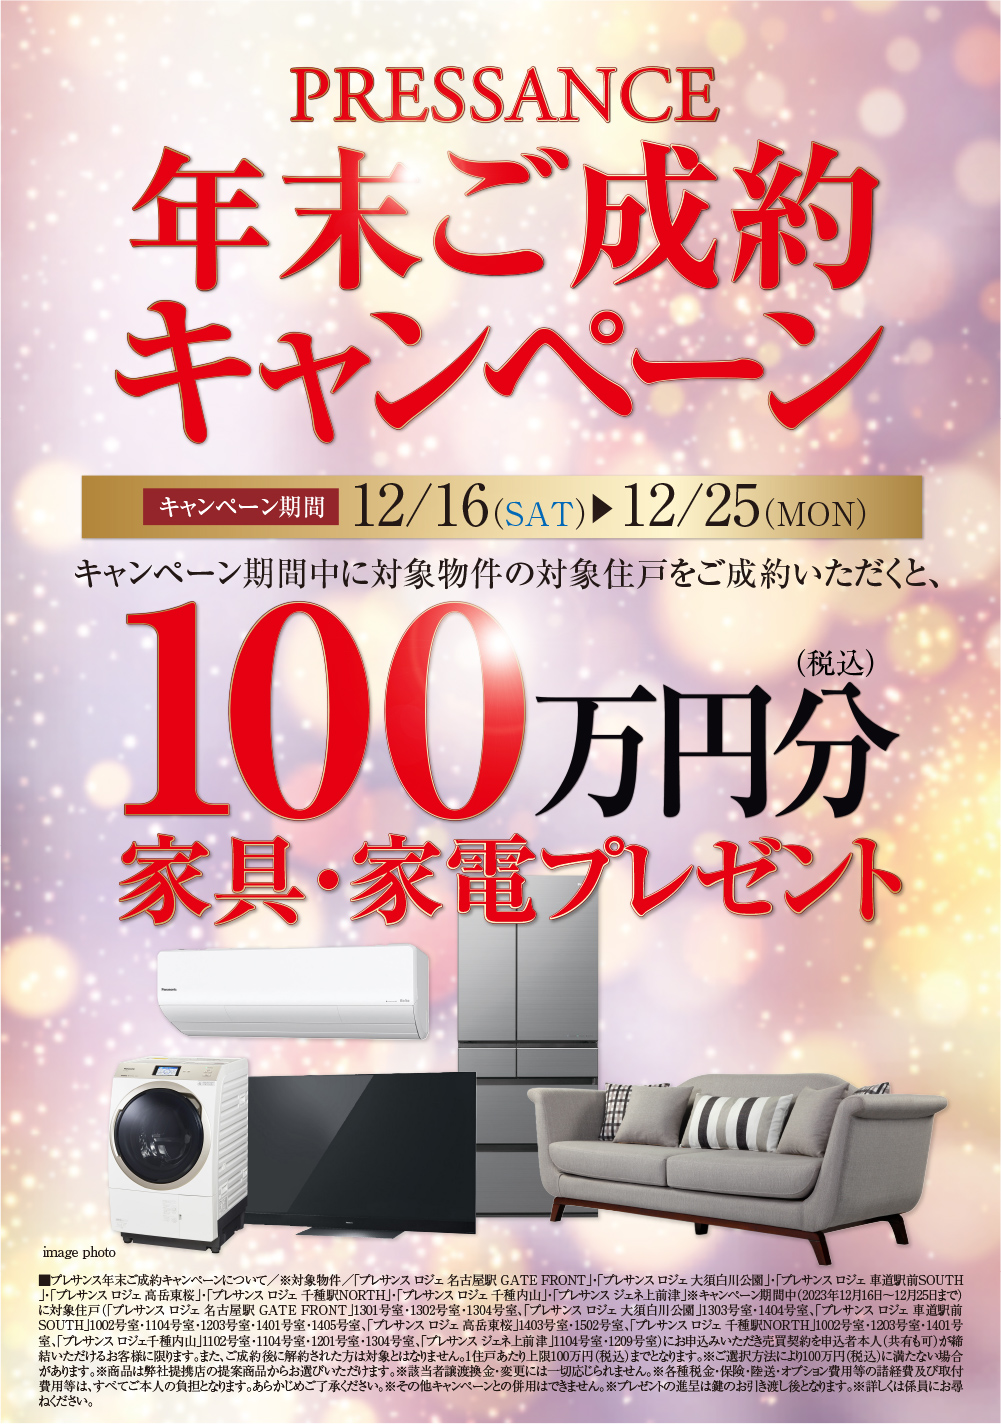 PRESSANCE
年末ご成約
キャンペーン
キャンペーン期間 12/16(SAT)▶12/25(MON)
キャンペーン期間中に対象物件の対象住戸をご成約いただくと、
(税込)
100万円分
家具・家電プレゼント
Panasonic
image photo
■プレサンス年末ご成約キャンペーンについて／※対象物件／「プレサンス ロジェ 名古屋駅 GATE FRONT」・「プレサンス ロジェ 大須白川公園」・「プレサンス ロジェ 車道駅前SOUTH
」・「プレサンス ロジェ 高岳東桜」・「プレサンス ロジェ 千種駅NORTH」・「プレサンス ロジェ 千種内山」・「プレサンス ジェネ上前津」※キャンペーン期間中（2023年12月16日〜12月25日まで）
に対象住戸（「プレサンス ロジェ 名古屋駅 GATE FRONT」1301号室・1302号室・1304号室、「プレサンス ロジェ 大須白川公園」1303号室・1404号室、「プレサンス ロジェ 車道駅前
SOUTH」1002号室・1104号室・1203号室・1401号室・1405号室、「プレサンス ロジェ 高岳東桜」1403号室・1502号室、「プレサンス ロジェ 千種駅NORTH」1002号室・1203号室・1401号
室、「プレサンス ロジェ千種内山」1102号室・1104号室・1201号室・1304号室、「プレサンス ジェネ上前津」1104号室・1209号室）にお申込みいただき売買契約を申込者本人（共有も可）が締
結いただけるお客様に限ります。また、ご成約後に解約された方は対象とはなりません。1住戸あたり上限100万円（税込）までとなります。※ご選択方法により100万円（税込）に満たない場合
があります。※商品は弊社提携店の提案商品からお選びいただけます。※該当者譲渡換金・変更には一切応じられません。※各種税金・保険・陸送・オプション費用等の諸経費及び取付
費用等は、すべてご本人の負担となります。あらかじめご了承ください。※その他キャンペーンとの併用はできません。※プレゼントの進呈は鍵のお引き渡し後となります。※詳しくは係員にお尋
ねください。